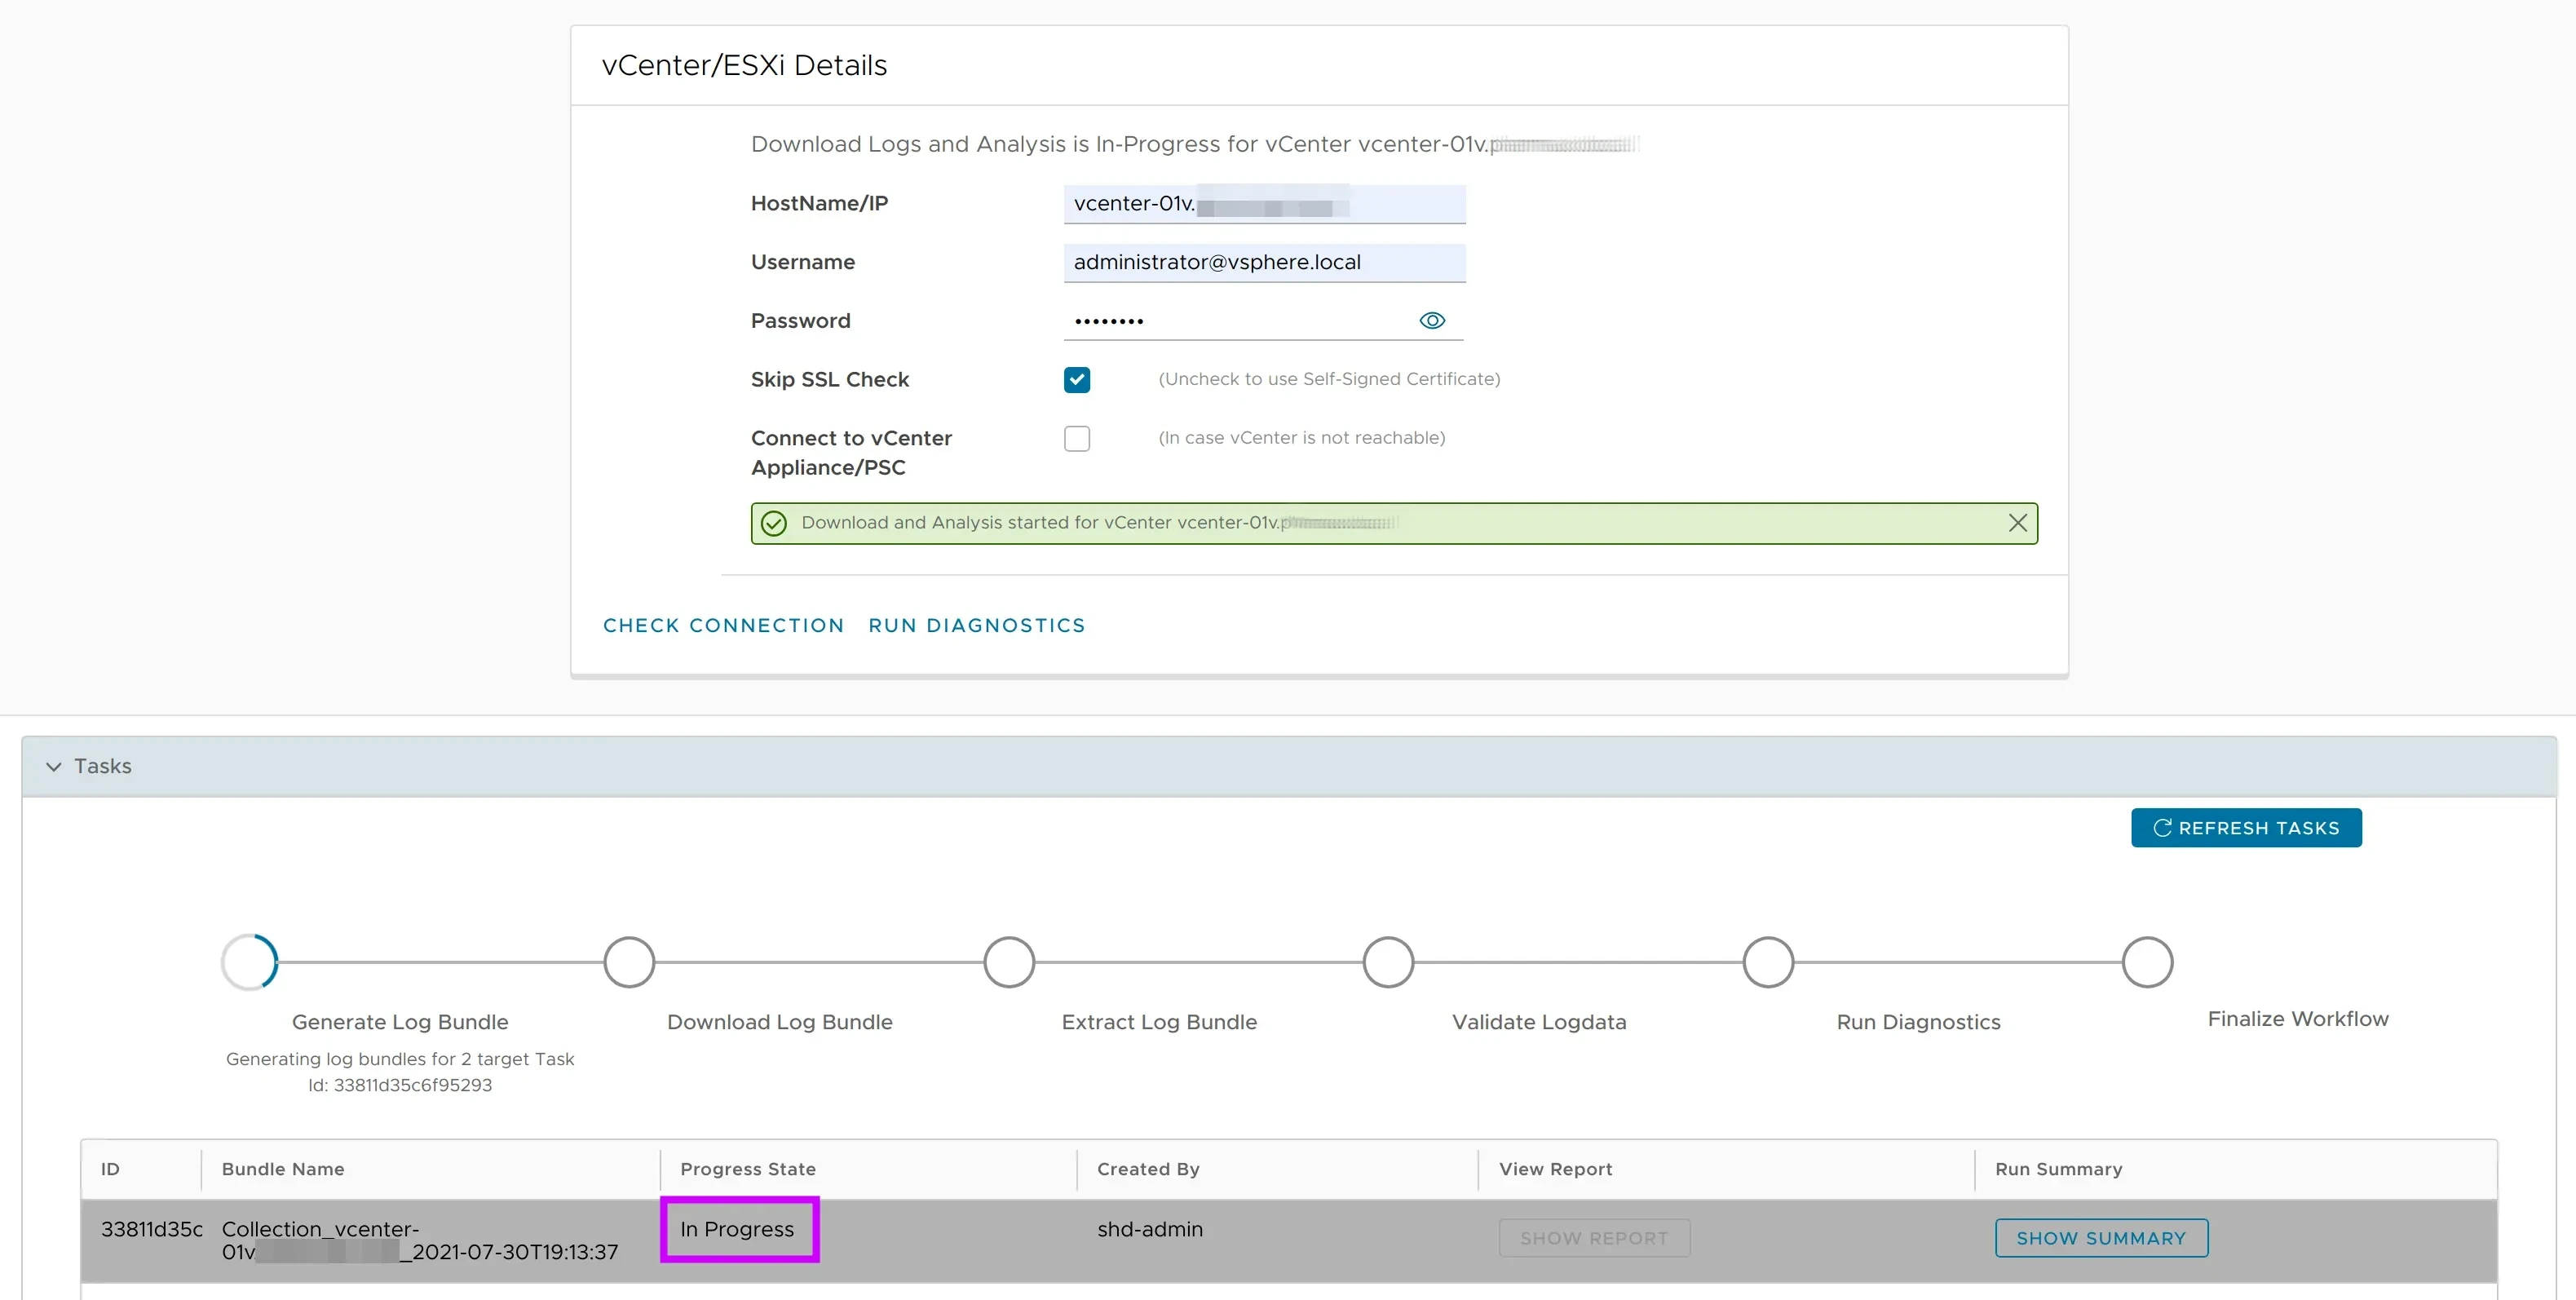 vCenter/ESXi Details
Download Logs and Analysis is In-Progress for vCenter vcenter-01v.
HostName/IP
vcenter-01v.
Username
administrator@vsphere.local
Password
••••••••
Skip SSL Check
(Uncheck to use Self-Signed Certificate)
Connect to vCenter
Appliance/PSC
(In case vCenter is not reachable)
Download and Analysis started for vCenter vcenter-01v.
CHECK CONNECTION RUN DIAGNOSTICS
Tasks
REFRESH TASKS
Generate Log Bundle
Generating log bundles for 2 target Task
Id: 33811d35c6f95293
Download Log Bundle
Extract Log Bundle
Validate Logdata
Run Diagnostics
Finalize Workflow
ID Bundle Name Progress State Created By View Report Run Summary
33811d35c
Collection_vcenter-
01v _2021-07-30T19:13:37
In Progress
shd-admin
SHOW REPORT
SHOW SUMMARY